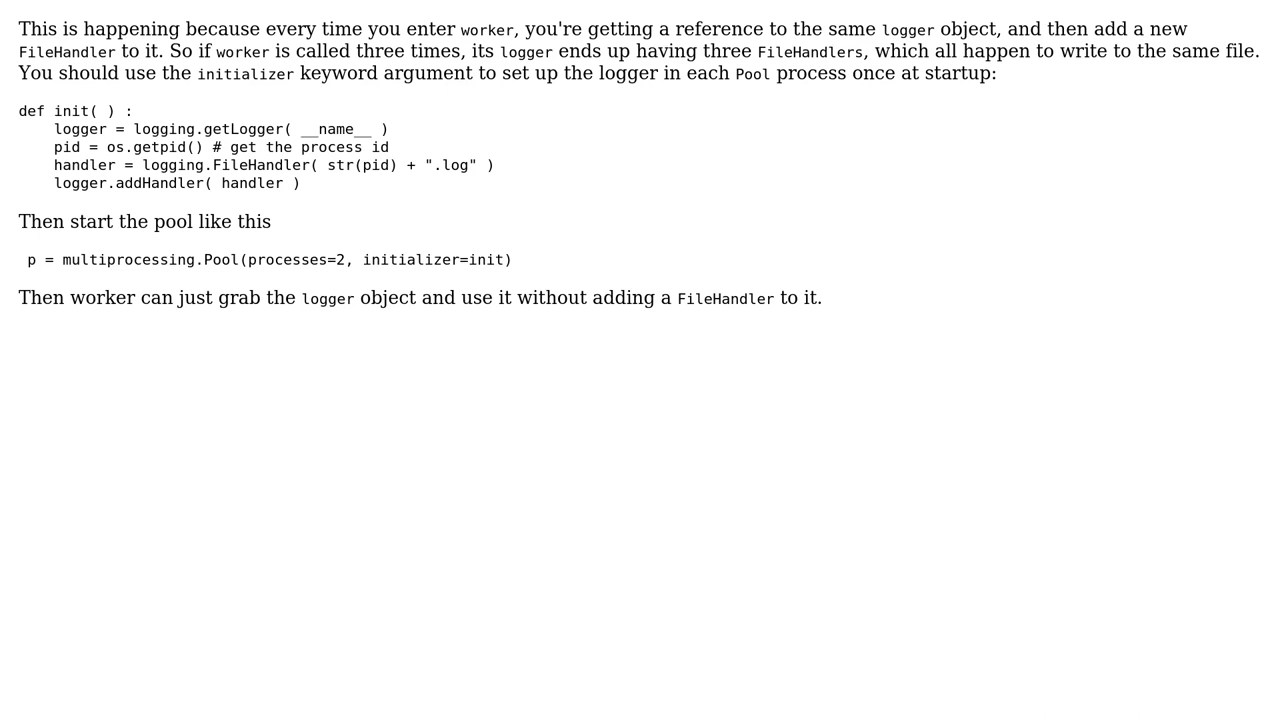 This is happening because every time you enter worker, you're getting a reference to the same logger object, and then add a new
FileHandler to it. So if worker is called three times, its logger ends up having three FileHandlers, which all happen to write to the same file.
You should use the initializer keyword argument to set up the logger in each Pool process once at startup:
def init( ) :
    logger = logging.getLogger( __name__ )
    pid = os.getpid() # get the process id
    handler = logging.FileHandler( str(pid) + ".log" )
    logger.addHandler( handler )
Then start the pool like this
 p = multiprocessing.Pool(processes=2, initializer=init)
Then worker can just grab the logger object and use it without adding a FileHandler to it.